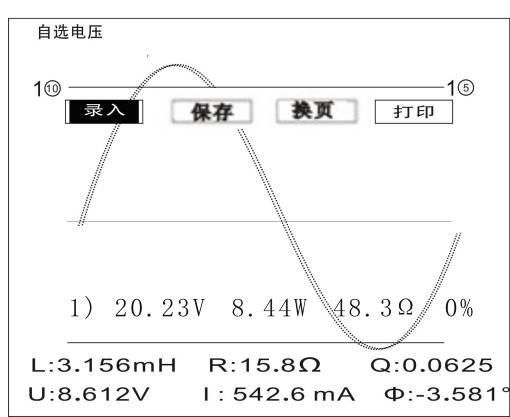 自选电压
1⑩ 1⑤
录入 保存 换页 打印
1) 20.23V 8.44W 48.3Ω 0%
L:3.156mH R:15.8Ω Q:0.0625
U:8.612V I:542.6 mA Φ:-3.581°